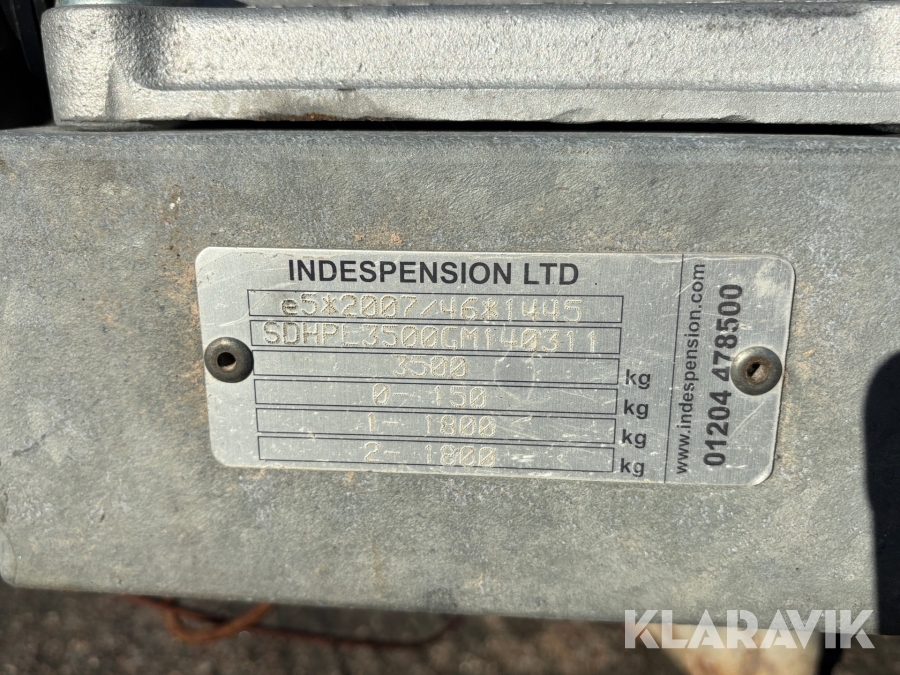 INDESPENSION LTD
e5*2007/46*1445
SDHPE3500GM140311
3500 kg
0- 150 kg
1- 1800 kg
2- 1800 kg
www.indespension.com
01204 478500
KLARAVIK